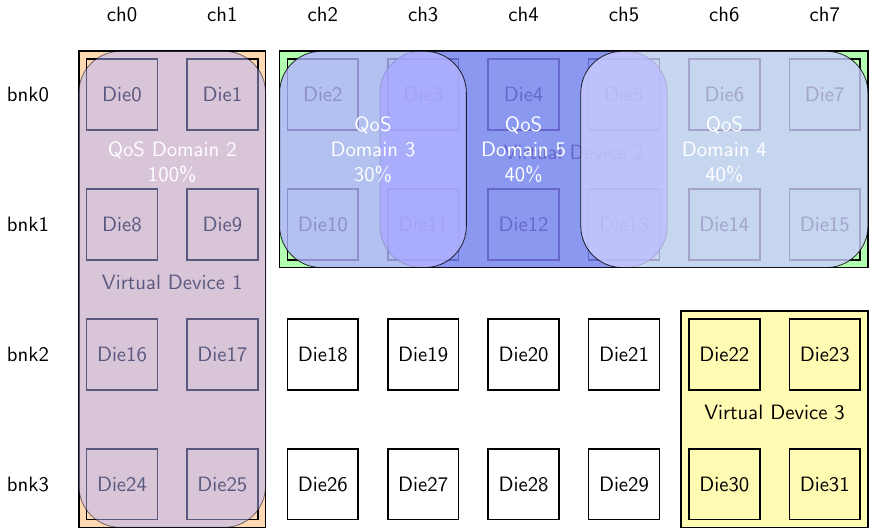 ch0 ch1 ch2 ch3 ch4 ch5 ch6 ch7
bnk0 Die0 Die1 Die2 Die3 Die4 Die5 Die6 Die7
QoS Domain 2
100%
QoS
Domain 3
30%
QoS
Domain 5
40%
Virtual Device 2
QoS
Domain 4
40%
bnk1 Die8 Die9 Die10 Die11 Die12 Die13 Die14 Die15
Virtual Device 1
bnk2 Die16 Die17 Die18 Die19 Die20 Die21 Die22 Die23
Virtual Device 3
bnk3 Die24 Die25 Die26 Die27 Die28 Die29 Die30 Die31